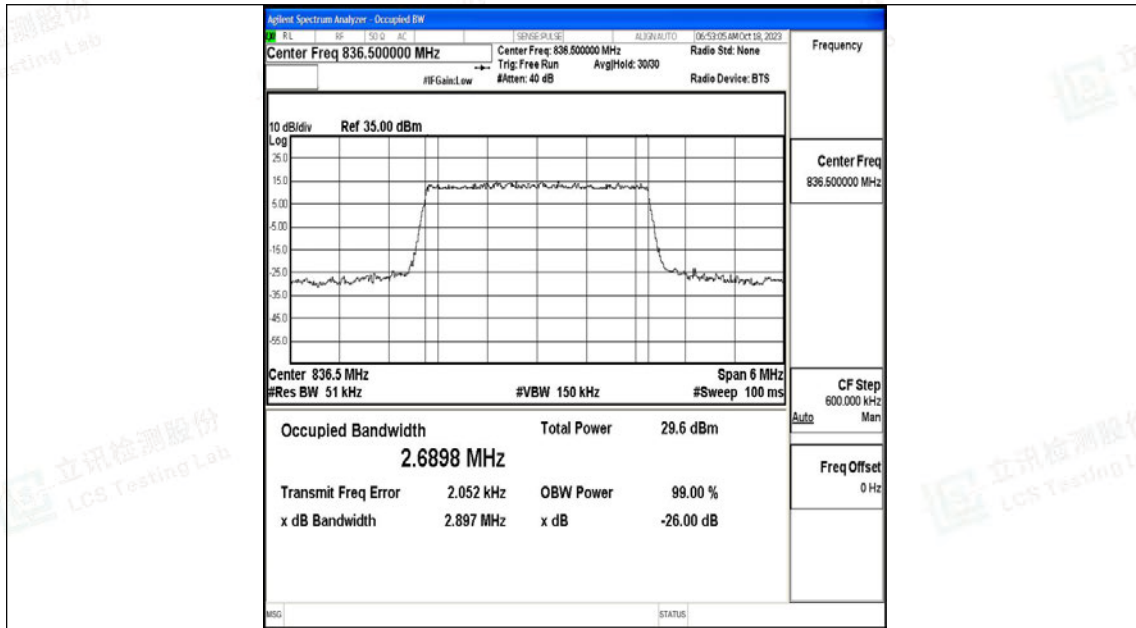 Agilent Spectrum Analyzer - Occupied BW
RL RF 50 Ω AC SENSE:PULSE ALIGNAUTO 06:53:05 AM Oct 18, 2023
Center Freq 836.500000 MHz
Center Freq: 836.500000 MHz
Radio Std: None
Trig: Free Run Avg|Hold: 30/30
#IFGain:Low
#Atten: 40 dB
Radio Device: BTS
Frequency
10 dB/div Ref 35.00 dBm
Log
25.0
15.0
5.00
-5.00
-15.0
-25.0
-35.0
-45.0
-55.0
Center 836.5 MHz Span 6 MHz
#Res BW 51 kHz #VBW 150 kHz #Sweep 100 ms
Occupied Bandwidth Total Power 29.6 dBm
2.6898 MHz
Transmit Freq Error 2.052 kHz OBW Power 99.00 %
x dB Bandwidth 2.897 MHz x dB -26.00 dB
MSG STATUS
Center Freq
836.500000 MHz
CF Step
600.000 kHz
Auto Man
Freq Offset
0 Hz
立讯检测股份
LCS Testing Lab
立讯检测股份
LCS Testing L
测股份
esting Lab
立